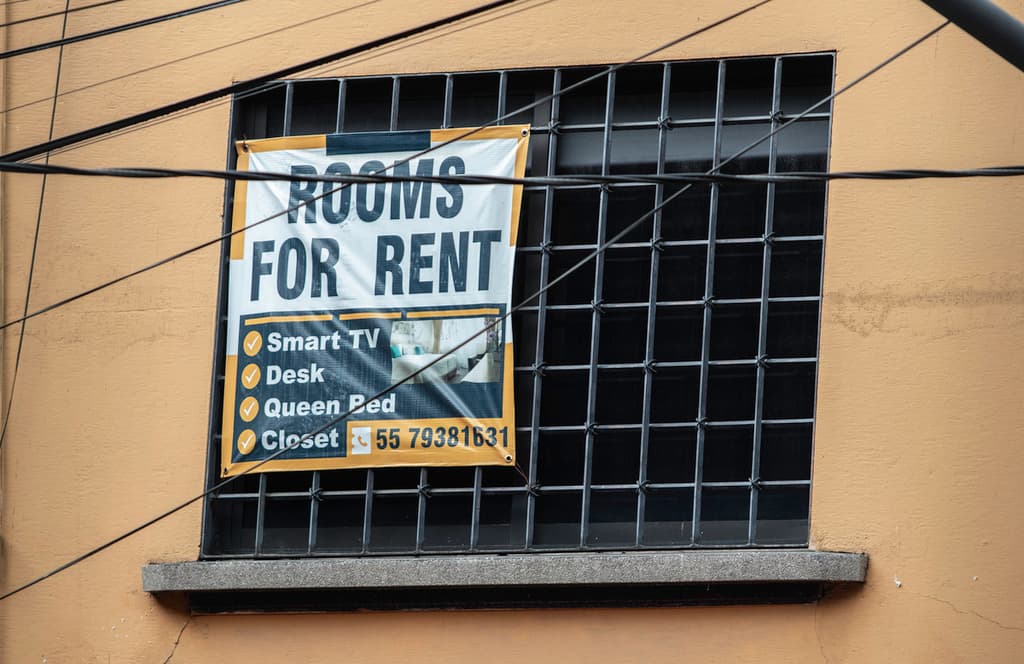 ROOMS
FOR RENT
Smart TV
Desk
Queen Bed
Closet
55 79381631